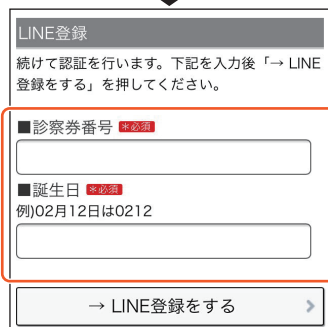 LINE登録
続けて認証を行います。下記を入力後「→ LINE
登録をする」を押してください。
■診察券番号 *必須
■誕生日 *必須
例)02月12日は0212
→ LINE登録をする